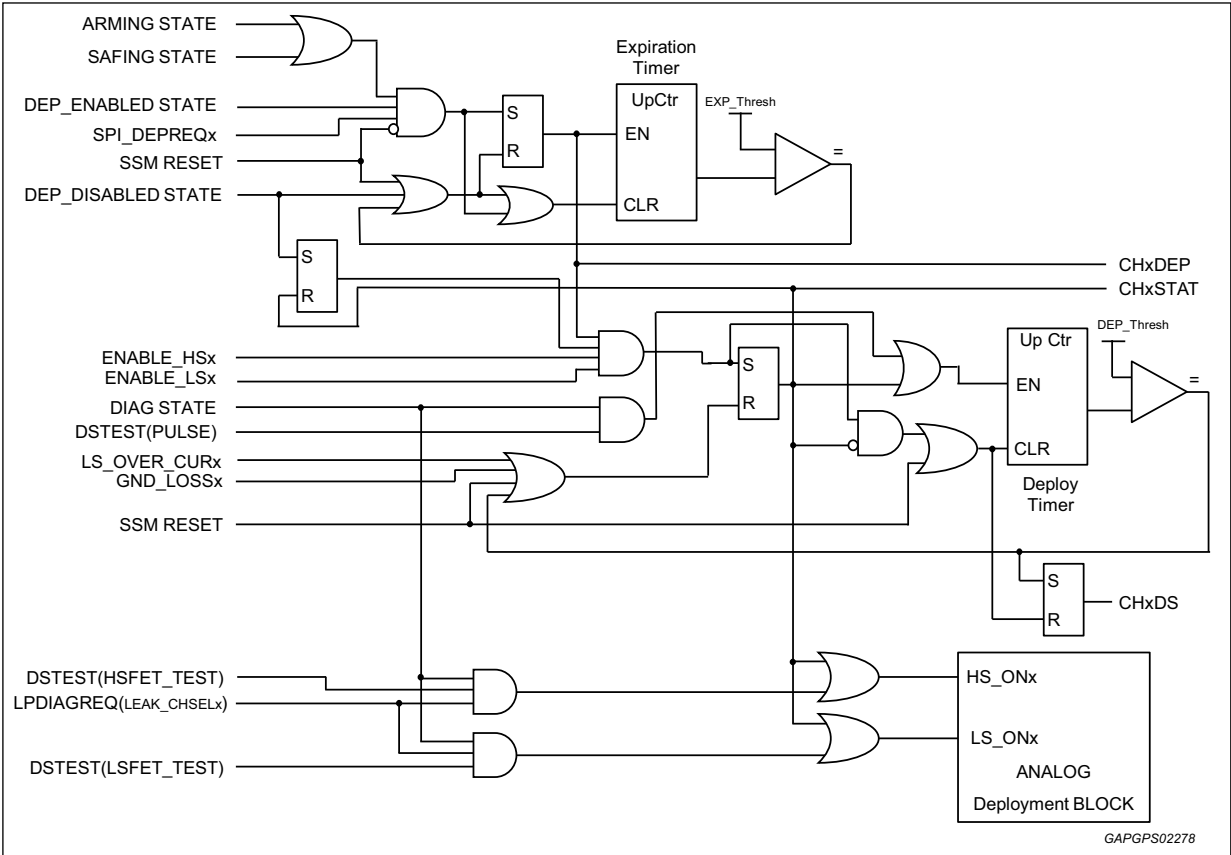 ARMING STATE
SAFING STATE
DEP_ENABLED STATE
SPI_DEPREQx
SSM RESET
DEP_DISABLED STATE
S
R
Expiration
Timer
UpCtr
EN
CLR
EXP_Thresh
=
S
R
CHxDEP
CHxSTAT
ENABLE_HSx
ENABLE_LSx
DIAG STATE
DSTEST(PULSE)
LS_OVER_CURx
GND_LOSSx
SSM RESET
S
R
Up Ctr
EN
CLR
Deploy
Timer
DEP_Thresh
=
S
R
CHxDS
DSTEST(HSFET_TEST)
LPDIAGREQ(LEAK_CHSELx)
DSTEST(LSFET_TEST)
HS_ONx
LS_ONx
ANALOG
Deployment BLOCK
GAPGPS02278